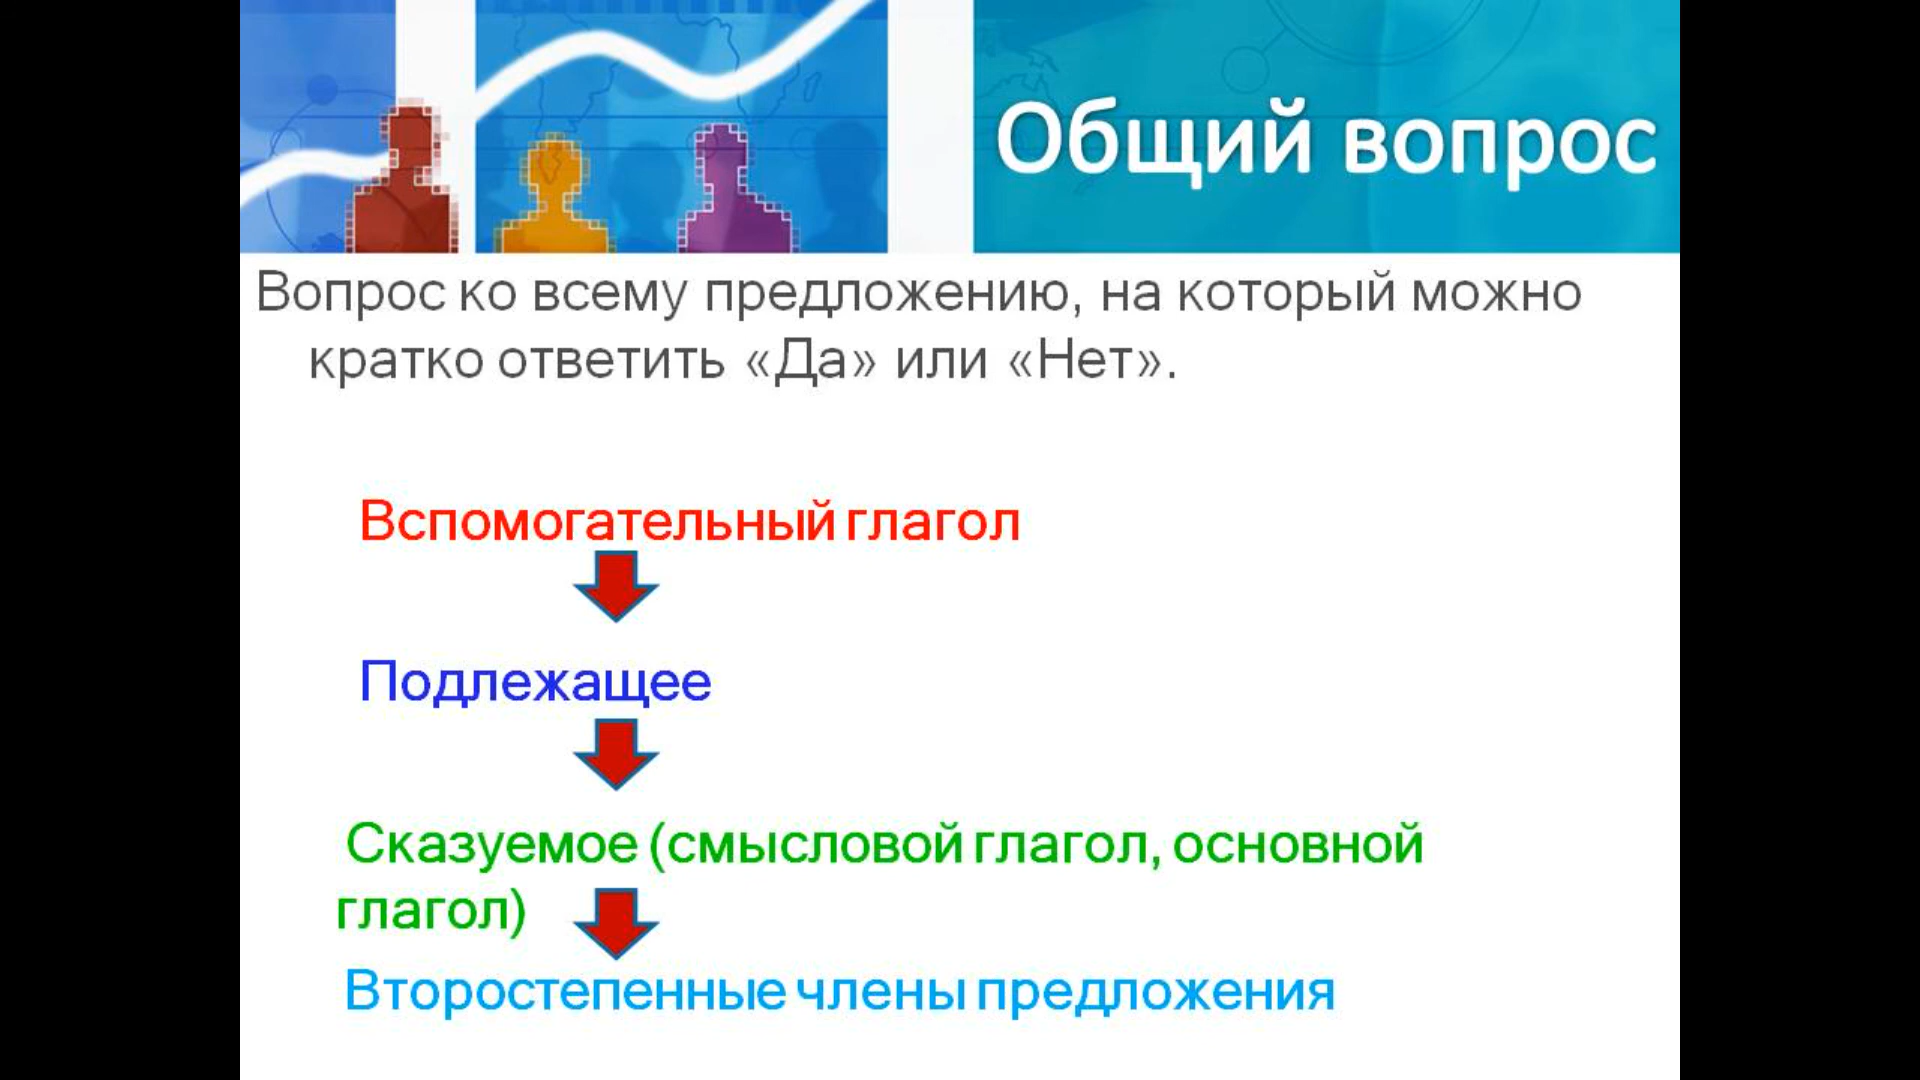 Общий вопрос
Вопрос ко всему предложению, на который можно
кратко ответить «Да» или «Нет».
Вспомогательный глагол
Подлежащее
Сказуемое (смысловой глагол, основной
глагол)
Второстепенные члены предложения